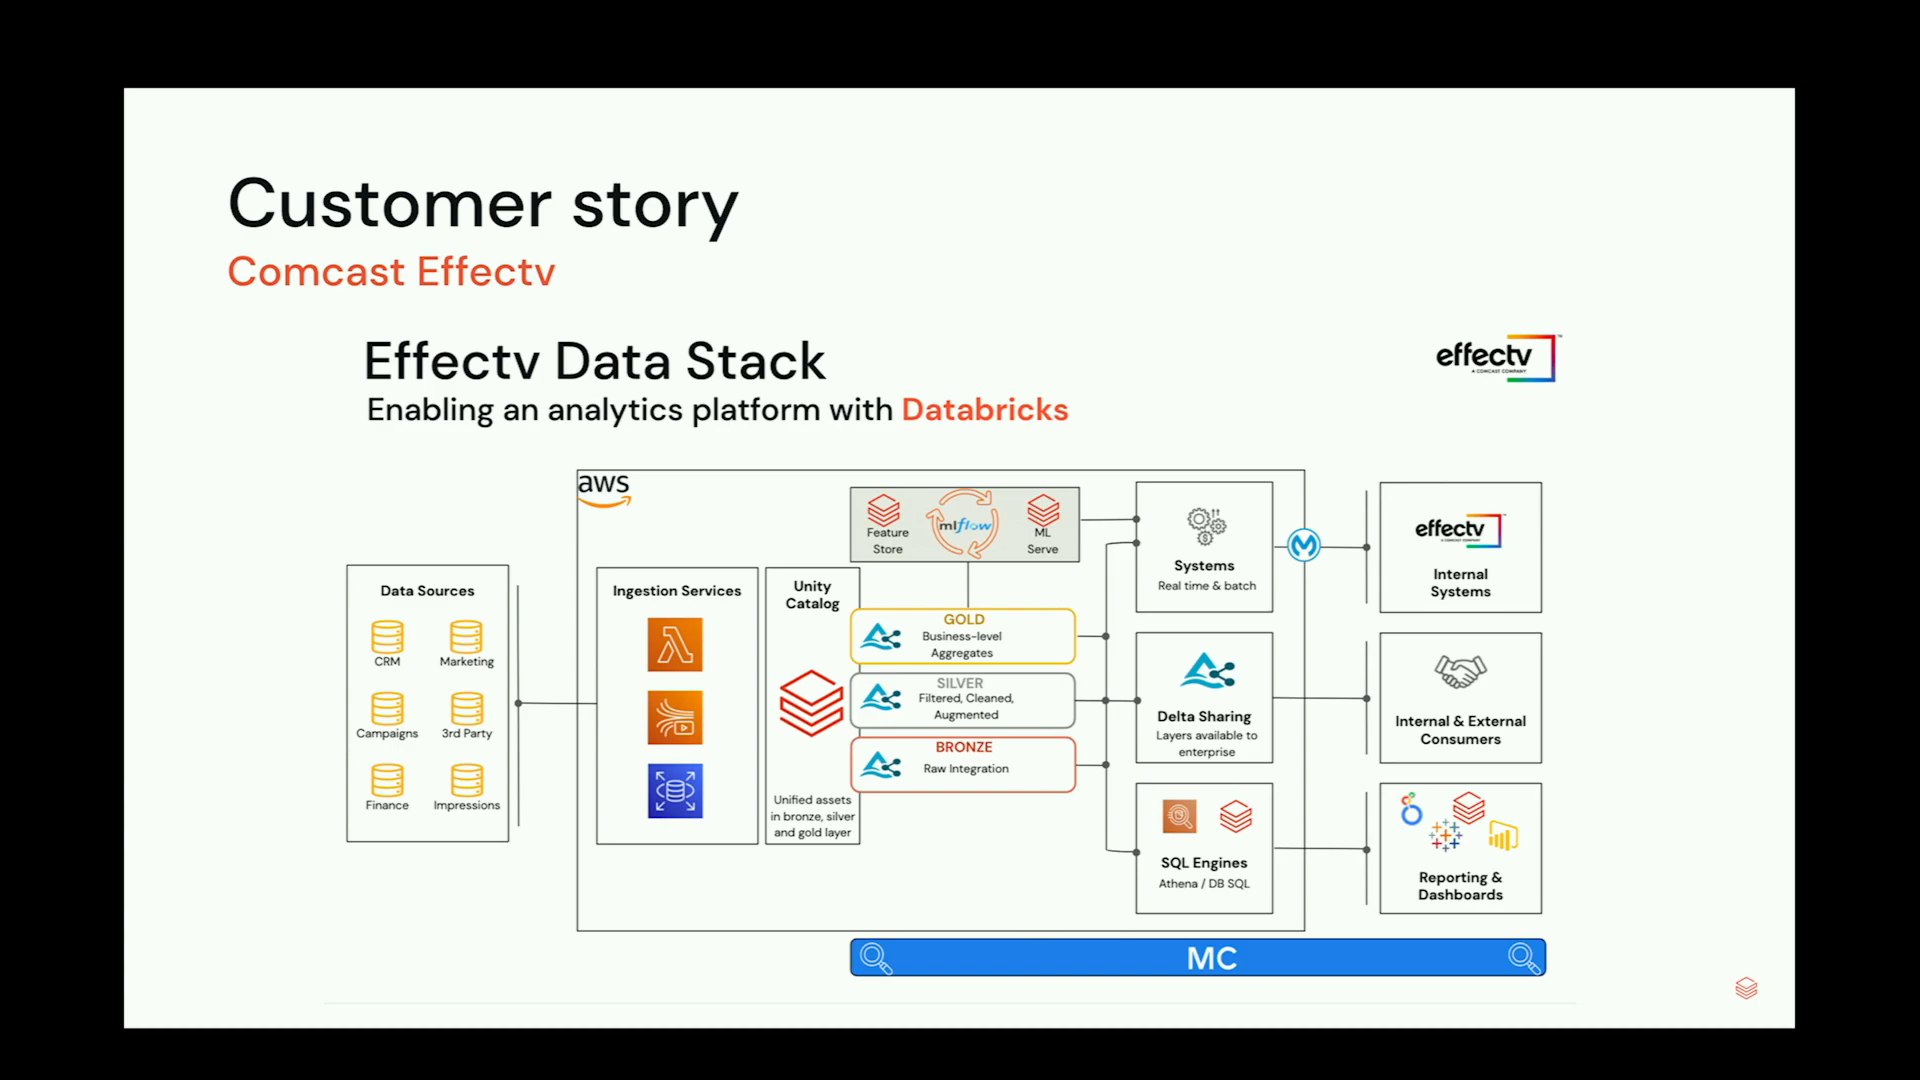 Customer story
Comcast Effectv
Effectv Data Stack
Enabling an analytics platform with Databricks
effectv
A COMCAST COMPANY
aws
Data Sources
CRM
Marketing
Campaigns
3rd Party
Finance
Impressions
Ingestion Services
Unity
Catalog
Unified assets
in bronze, silver
and gold layer
Feature
Store
mlflow
ML
Serve
GOLD
Business-level
Aggregates
SILVER
Filtered, Cleaned,
Augmented
BRONZE
Raw Integration
Systems
Real time & batch
Delta Sharing
Layers available to
enterprise
SQL Engines
Athena / DB SQL
effectv
A COMCAST COMPANY
Internal
Systems
Internal & External
Consumers
Reporting &
Dashboards
MC